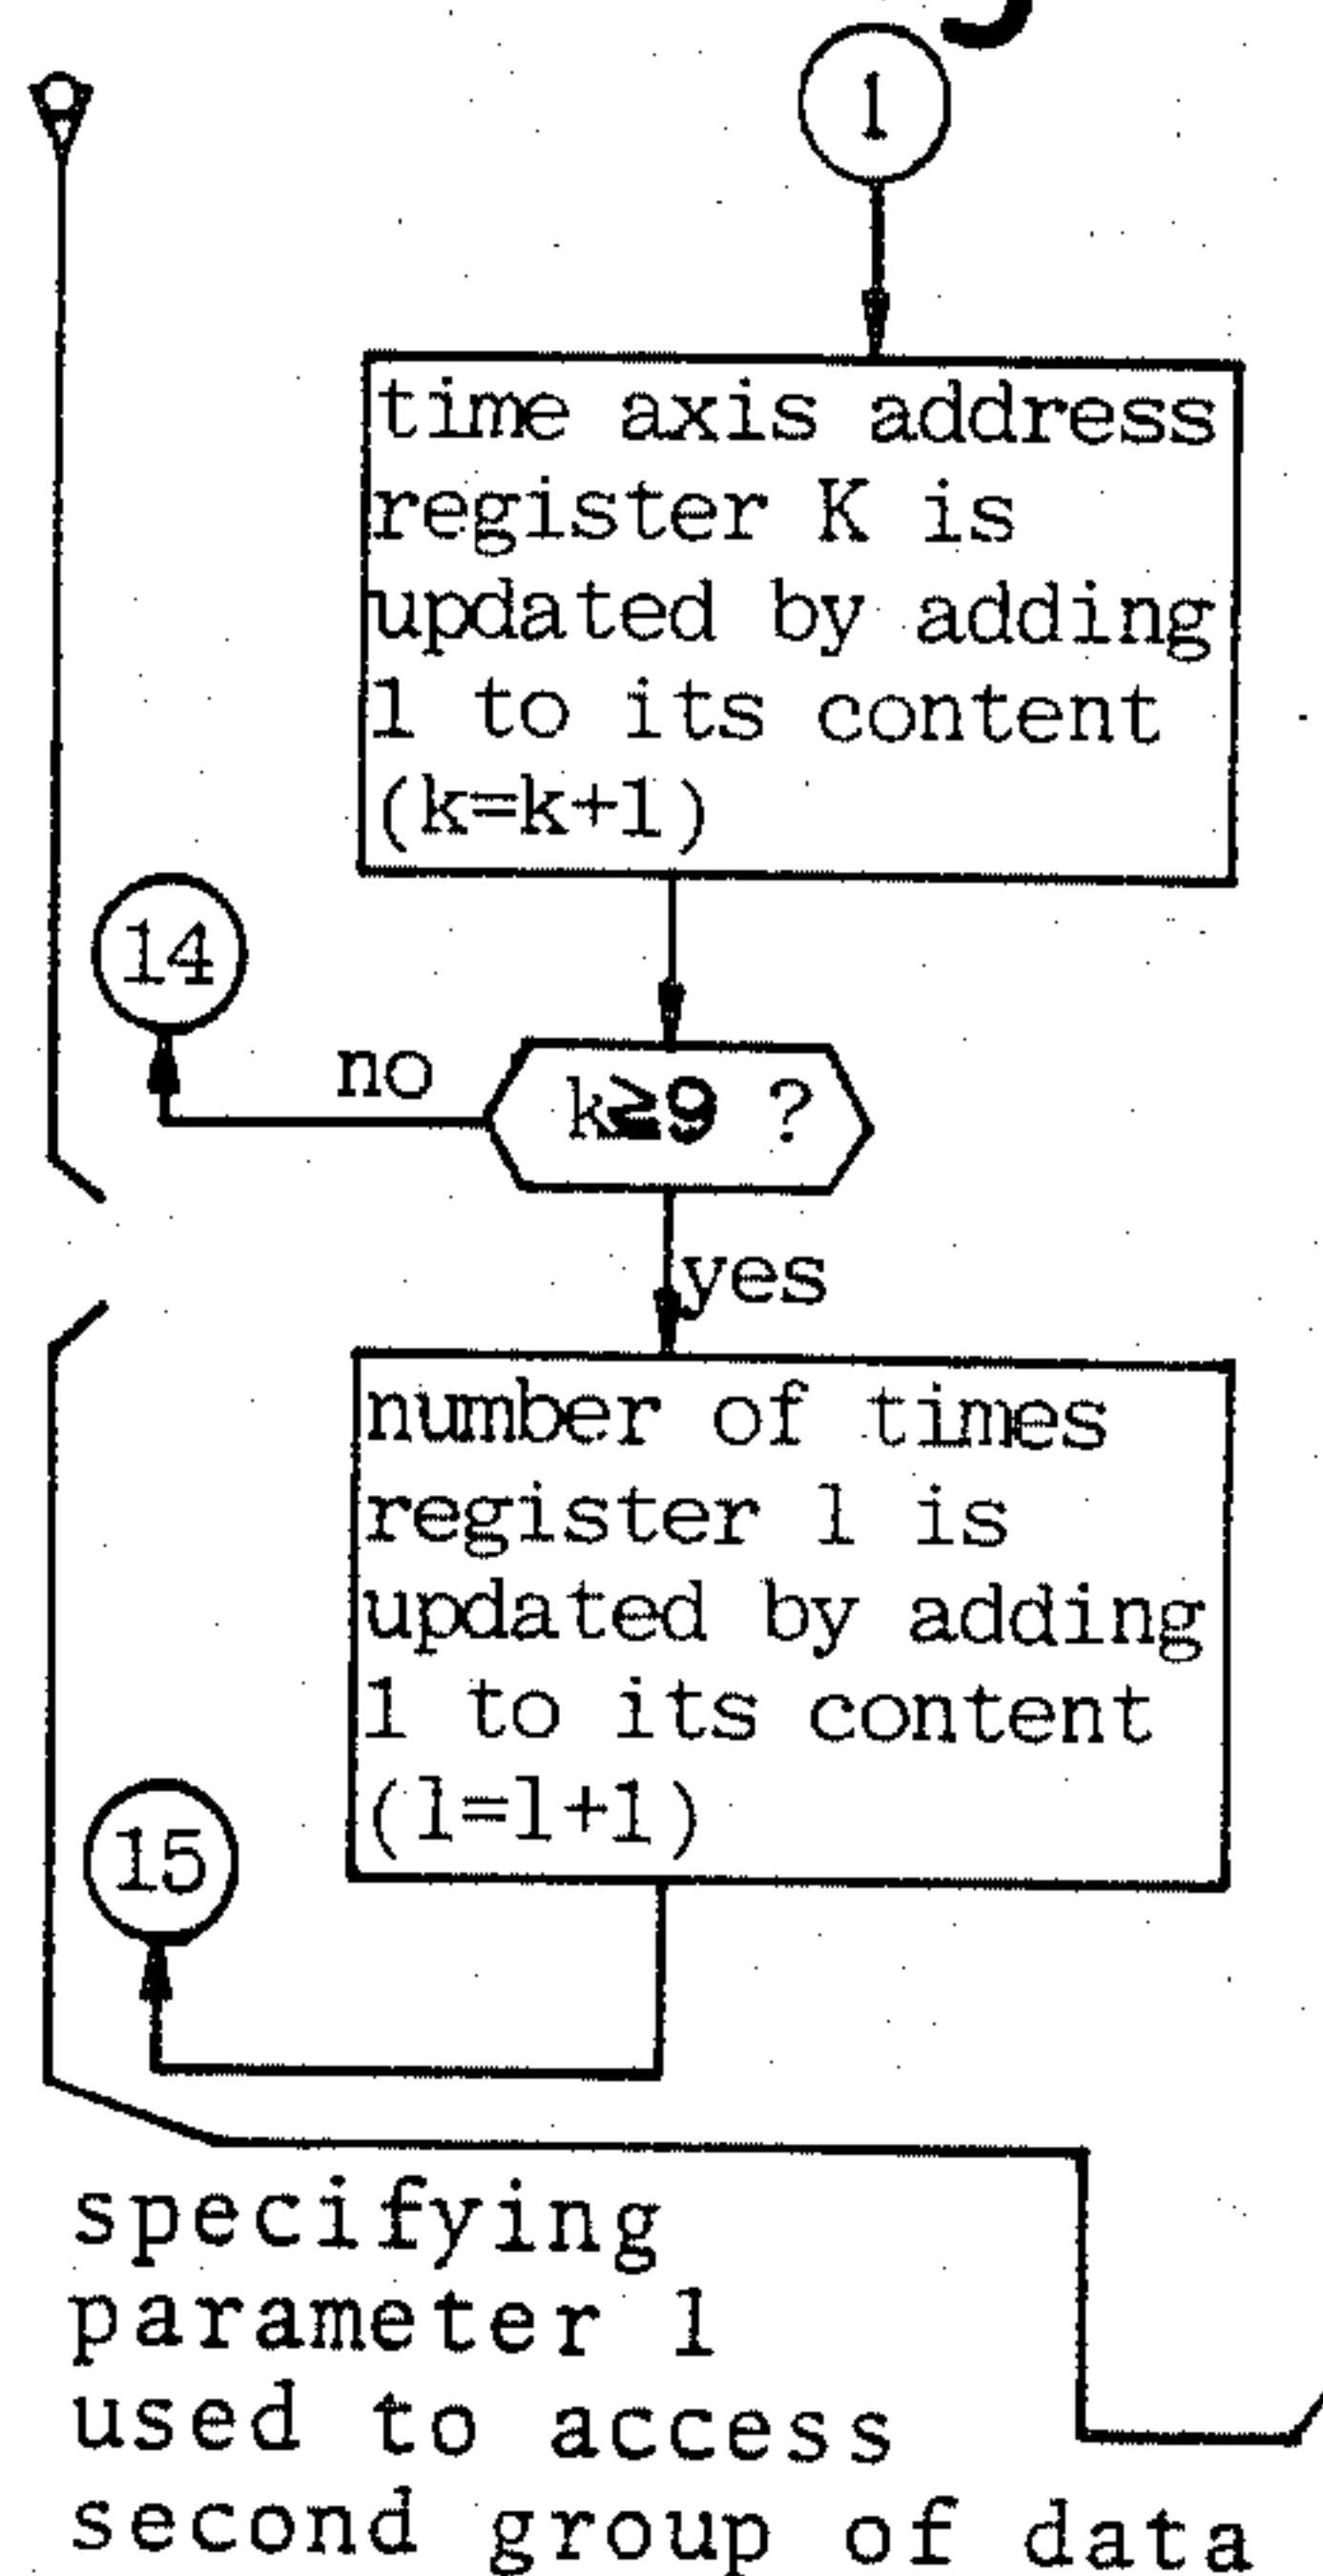 1
time axis address
register K is
updated by adding
1 to its content
(k=k+1)
14
no
k≧9 ?
yes
number of times
register l is
updated by adding
1 to its content
(l=l+1)
15
specifying
parameter l
used to access
second group of data